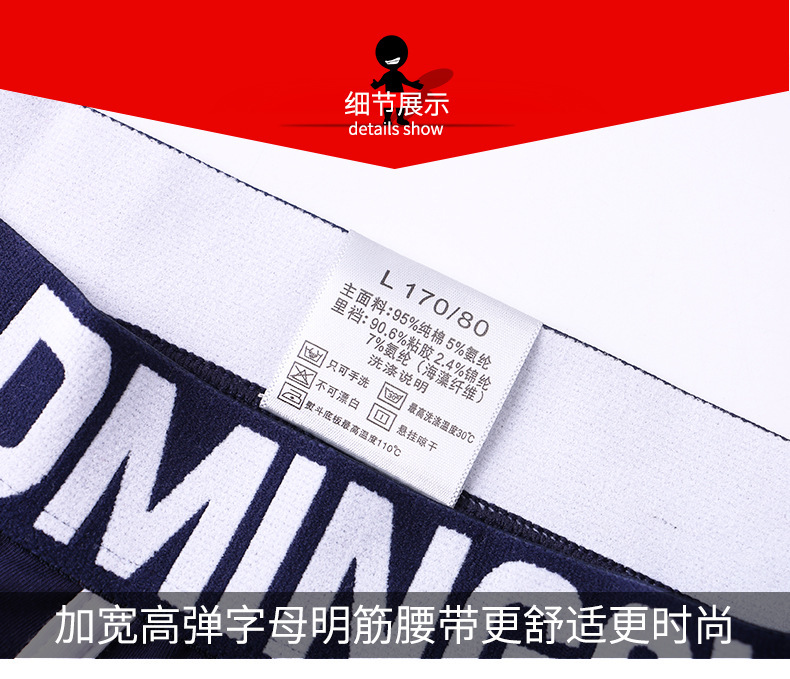 细节展示
details show
L 170/80
主面料:95%纯棉 5%氨纶
里裆:90.6%粘胶 2.4%锦纶
7%氨纶（海藻纤维）
洗涤说明
只可手洗
最高洗涤温度30℃
不可漂白
悬挂晾干
熨斗底板最高温度110℃
DMING
加宽高弹字母明筋腰带更舒适更时尚